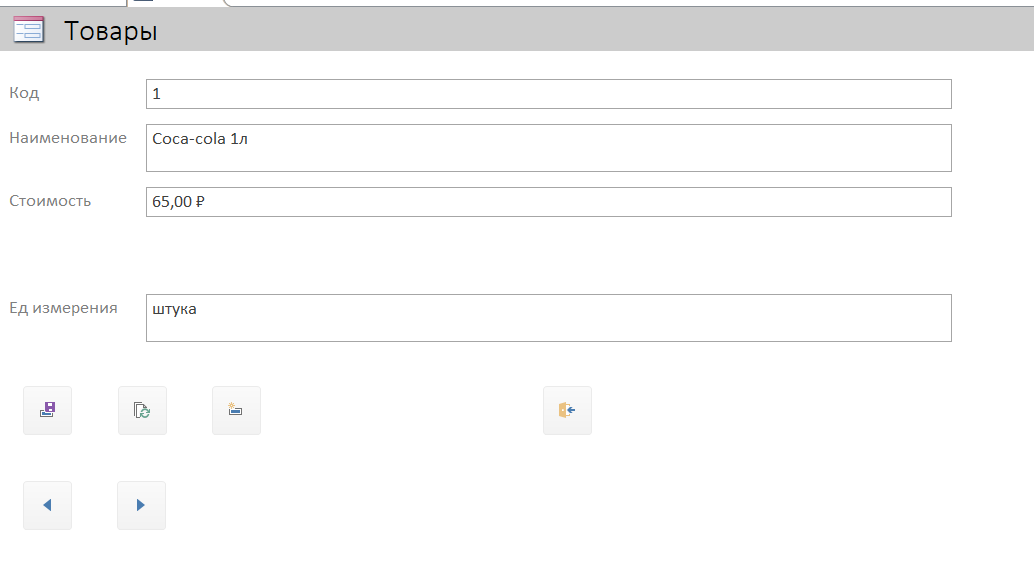 Товары
Код
1
Наименование
Coca-cola 1л
Стоимость
65,00 ₽
Ед измерения
штука